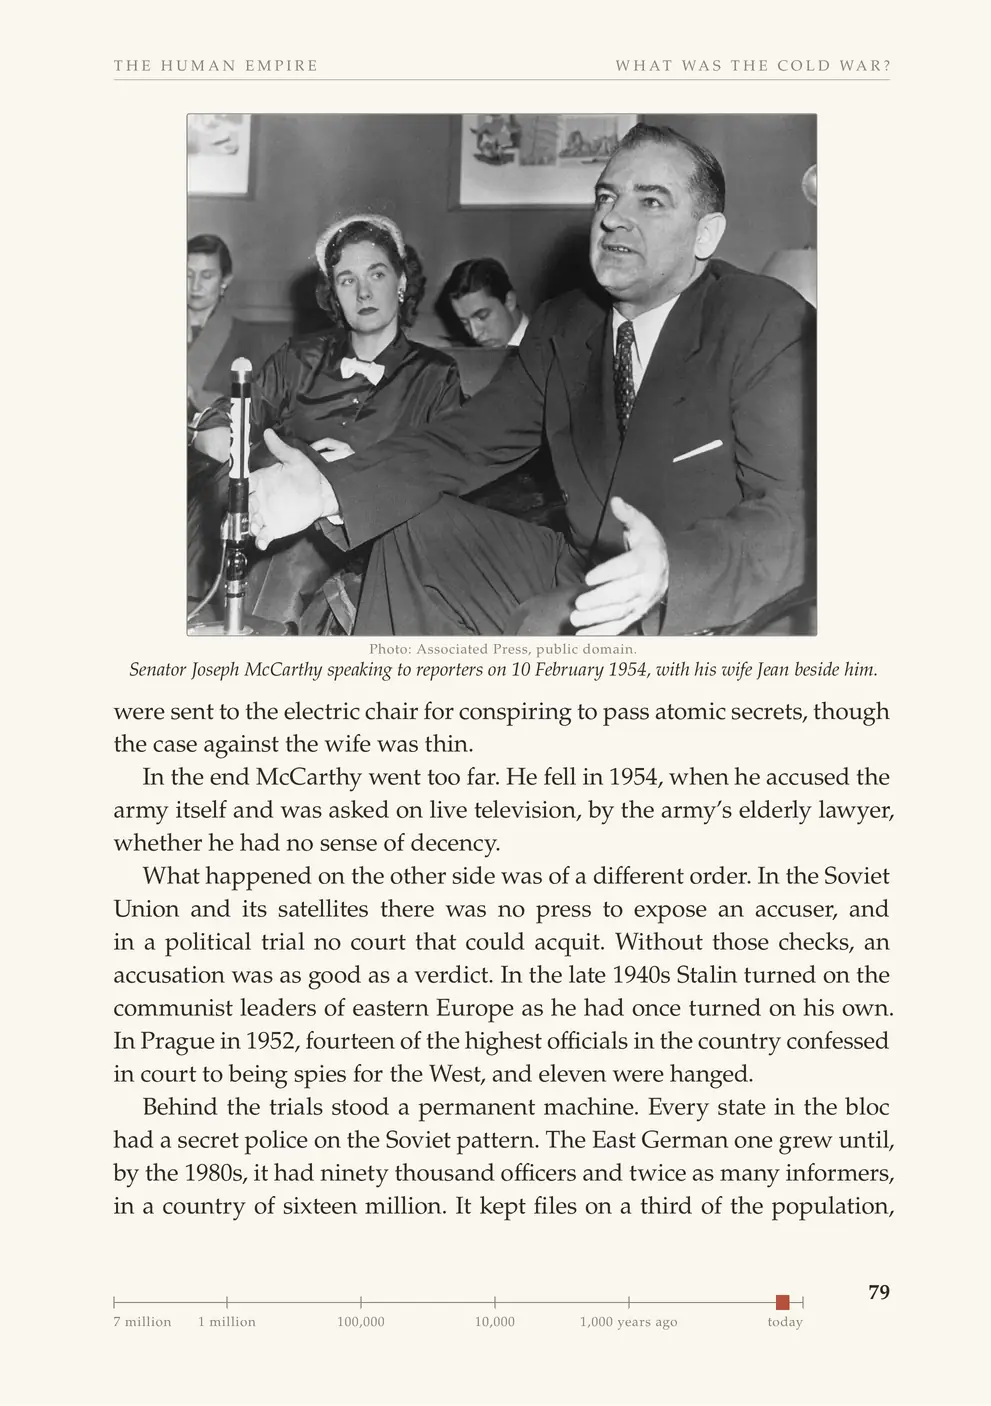 THE HUMAN EMPIRE
WHAT WAS THE COLD WAR?
Photo: Associated Press, public domain.
Senator Joseph McCarthy speaking to reporters on 10 February 1954, with his wife Jean beside him.
were sent to the electric chair for conspiring to pass atomic secrets, though
the case against the wife was thin.
In the end McCarthy went too far. He fell in 1954, when he accused the
army itself and was asked on live television, by the army’s elderly lawyer,
whether he had no sense of decency.
What happened on the other side was of a different order. In the Soviet
Union and its satellites there was no press to expose an accuser, and
in a political trial no court that could acquit. Without those checks, an
accusation was as good as a verdict. In the late 1940s Stalin turned on the
communist leaders of eastern Europe as he had once turned on his own.
In Prague in 1952, fourteen of the highest officials in the country confessed
in court to being spies for the West, and eleven were hanged.
Behind the trials stood a permanent machine. Every state in the bloc
had a secret police on the Soviet pattern. The East German one grew until,
by the 1980s, it had ninety thousand officers and twice as many informers,
in a country of sixteen million. It kept files on a third of the population,
79
7 million
1 million
100,000
10,000
1,000 years ago
today